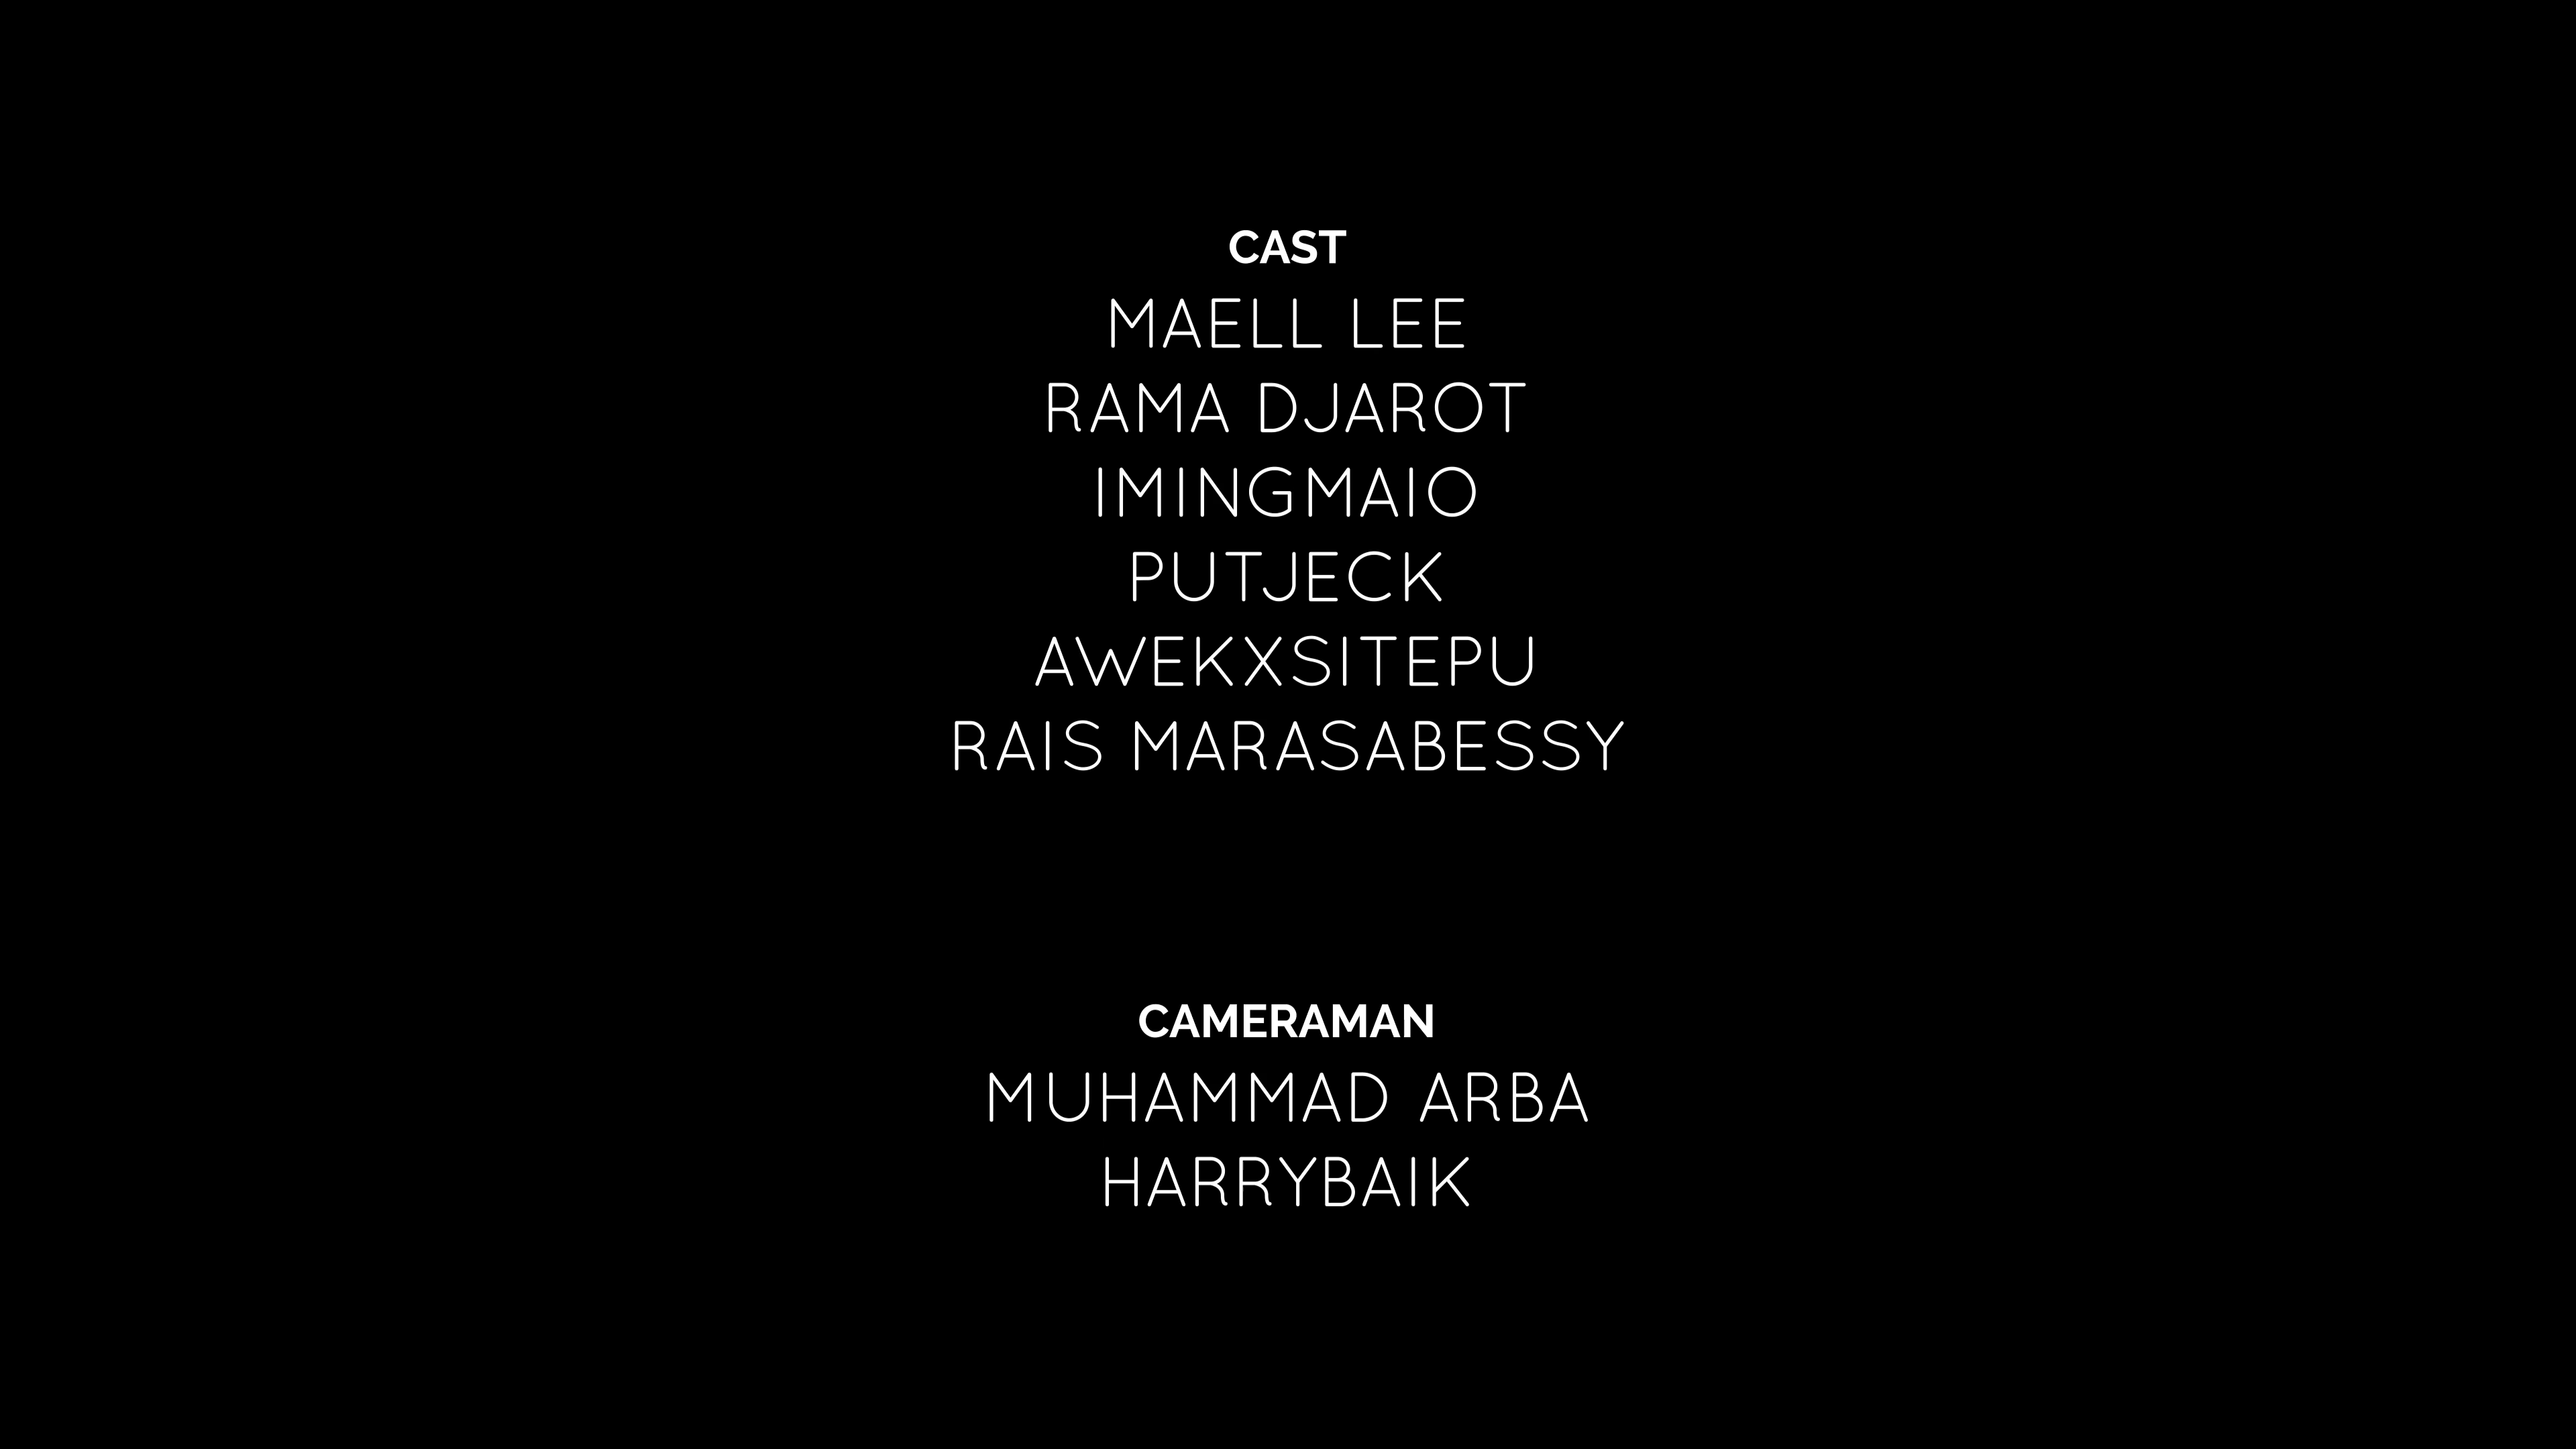 CAST
MAELL LEE
RAMA DJAROT
IMINGMAIO
PUTJECK
AWEKXSITEPU
RAIS MARASABESSY
CAMERAMAN
MUHAMMAD ARBA
HARRYBAIK